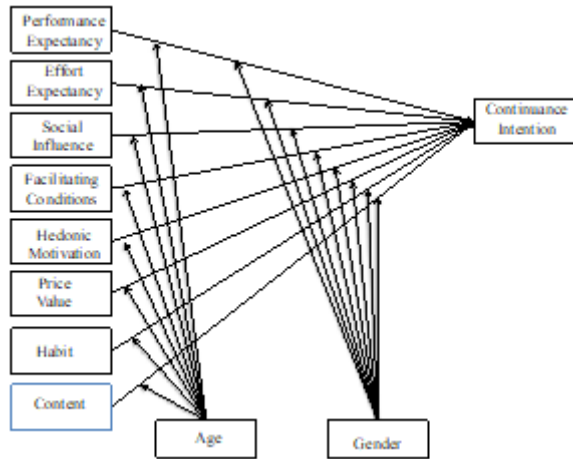 Performance
Expectancy
Effort
Expectancy
Social
Influence
Facilitating
Conditions
Hedonic
Motivation
Price
Value
Habit
Content
Continuance
Intention
Age
Gender